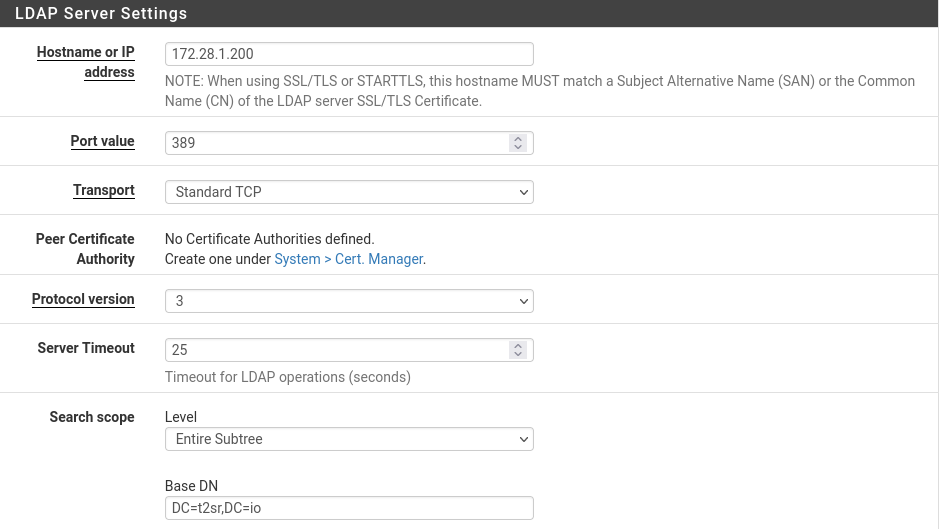 LDAP Server Settings
Hostname or IP address
172.28.1.200
NOTE: When using SSL/TLS or STARTTLS, this hostname MUST match a Subject Alternative Name (SAN) or the Common
Name (CN) of the LDAP server SSL/TLS Certificate.
Port value
389
Transport
Standard TCP
Peer Certificate Authority
No Certificate Authorities defined.
Create one under System > Cert. Manager.
Protocol version
3
Server Timeout
25
Timeout for LDAP operations (seconds)
Search scope
Level
Entire Subtree
Base DN
DC=t2sr,DC=io